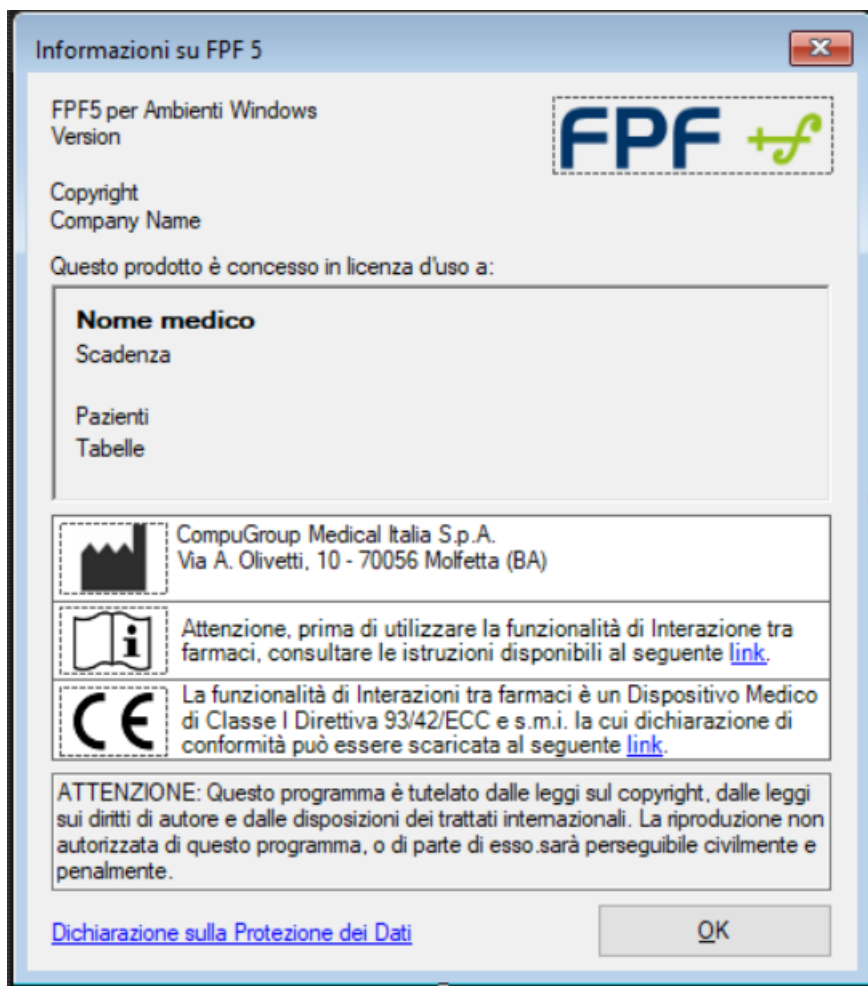 Informazioni su FPF 5
FPF5 per Ambienti Windows
Version
FPF +f
Copyright
Company Name
Questo prodotto è concesso in licenza d'uso a:
Nome medico
Scadenza
Pazienti
Tabelle
CompuGroup Medical Italia S.p.A.
Via A. Olivetti, 10 - 70056 Molfetta (BA)
i
Attenzione, prima di utilizzare la funzionalità di Interazione tra
farmaci, consultare le istruzioni disponibili al seguente link.
CE
La funzionalità di Interazioni tra farmaci è un Dispositivo Medico
di Classe I Direttiva 93/42/ECC e s.m.i. la cui dichiarazione di
conformità può essere scaricata al seguente link.
ATTENZIONE: Questo programma è tutelato dalle leggi sul copyright, dalle leggi
sui diritti di autore e dalle disposizioni dei trattati internazionali. La riproduzione non
autorizzata di questo programma, o di parte di esso.sarà perseguibile civilmente e
penalmente.
Dichiarazione sulla Protezione dei Dati
OK